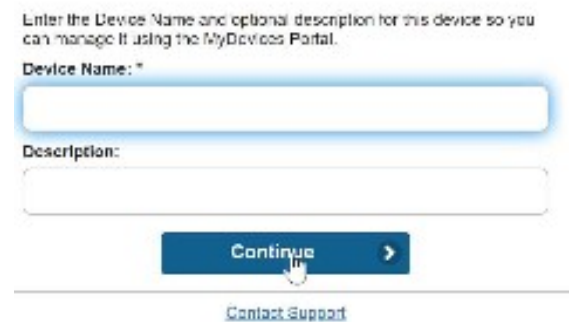 Enter the Device Name and optional description for this device so you
can manage it using the MyDevices Portal.
Device Name: *
Description:
Continue
Contact Support